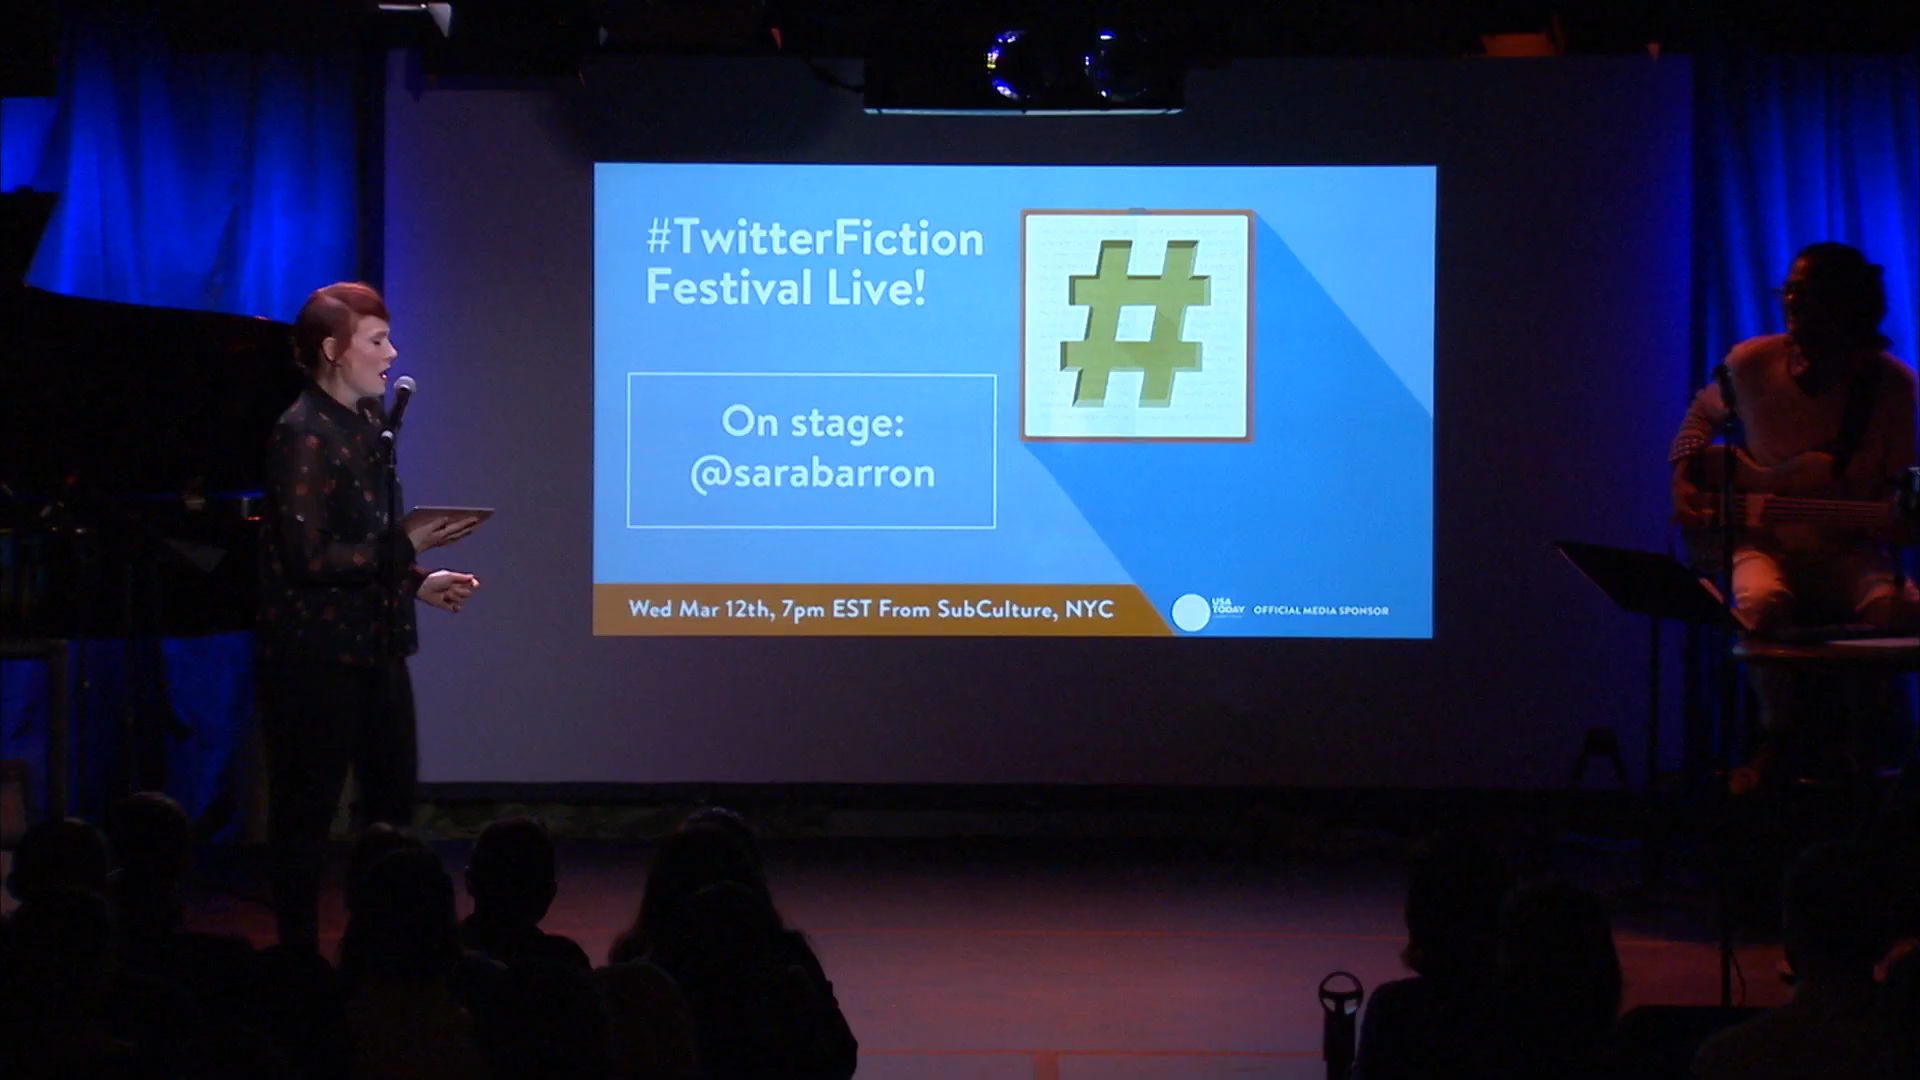 #TwitterFiction
Festival Live!
On stage:
@sarabarron
Wed Mar 12th, 7pm EST From SubCulture, NYC
USA
TODAY
OFFICIAL MEDIA SPONSOR